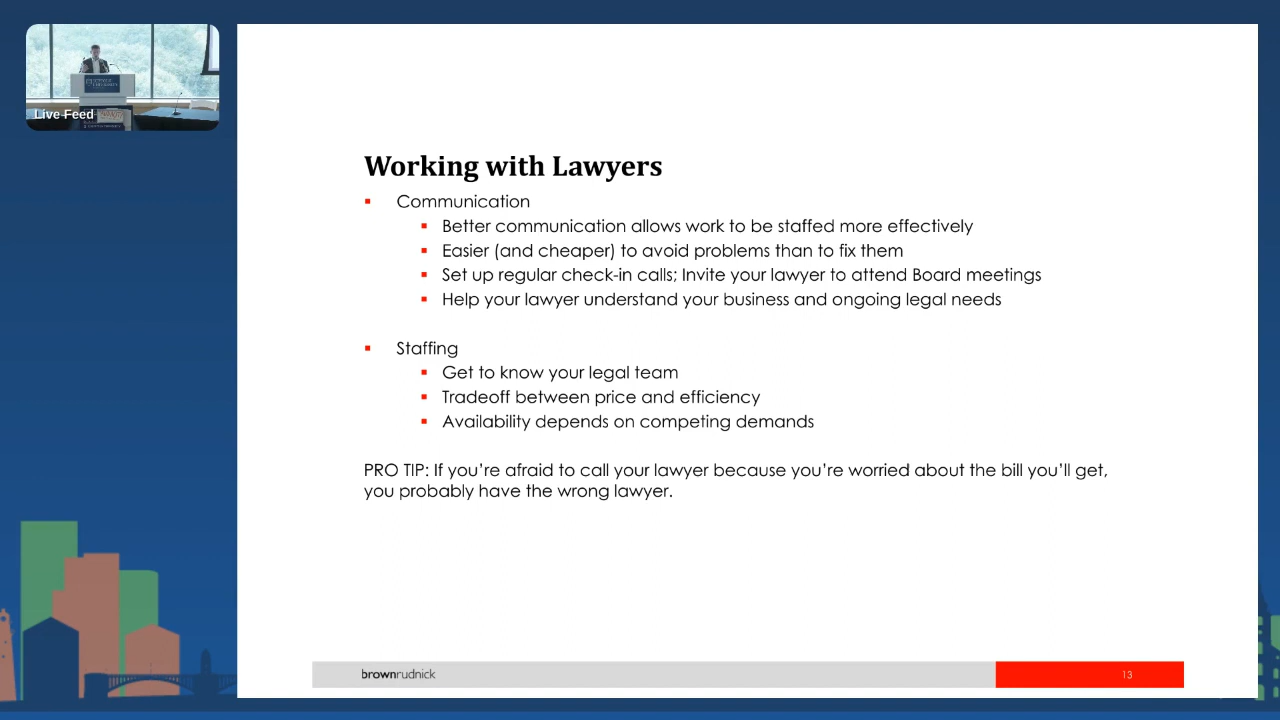 Live Feed
Working with Lawyers
Communication
Better communication allows work to be staffed more effectively
Easier (and cheaper) to avoid problems than to fix them
Set up regular check-in calls; Invite your lawyer to attend Board meetings
Help your lawyer understand your business and ongoing legal needs
Staffing
Get to know your legal team
Tradeoff between price and efficiency
Availability depends on competing demands
PRO TIP: If you're afraid to call your lawyer because you're worried about the bill you'll get,
you probably have the wrong lawyer.
brownrudnick
13